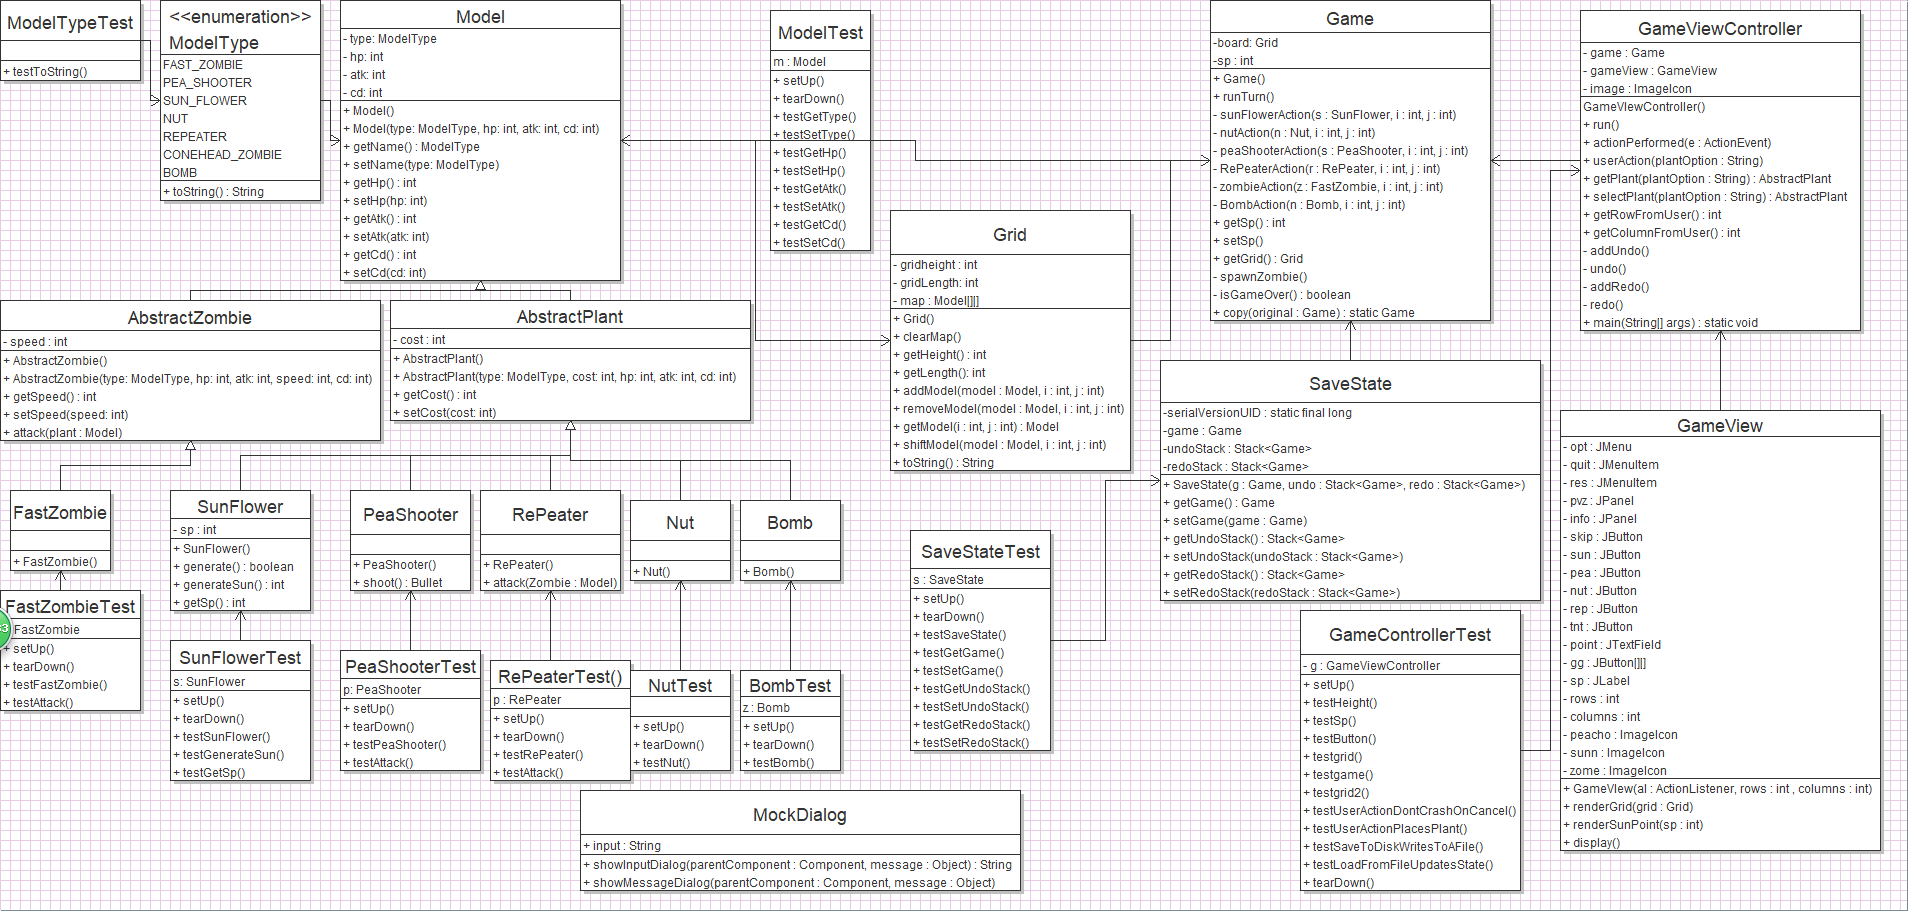 ModelTypeTest
+ testToString()
<<enumeration>>
ModelType
FAST_ZOMBIE
PEA_SHOOTER
SUN_FLOWER
NUT
REPEATER
CONEHEAD_ZOMBIE
BOMB
+ toString() : String
Model
- type: ModelType
- hp: int
- atk: int
- cd: int
+ Model()
+ Model(type: ModelType, hp: int, atk: int, cd: int)
+ getName() : ModelType
+ setName(type: ModelType)
+ getHp() : int
+ setHp(hp: int)
+ getAtk() : int
+ setAtk(atk: int)
+ getCd() : int
+ setCd(cd: int)
ModelTest
m : Model
+ setUp()
+ tearDown()
+ testGetType()
+ testSetType()
+ testGetHp()
+ testSetHp()
+ testGetAtk()
+ testSetAtk()
+ testGetCd()
+ testSetCd()
Game
-board: Grid
-sp : int
+ Game()
+ runTurn()
- sunFlowerAction(s : SunFlower, i : int, j : int)
- nutAction(n : Nut, i : int, j : int)
- peaShooterAction(s : PeaShooter, i : int, j : int)
- RePeaterAction(r : RePeater, i : int, j : int)
- zombieAction(z : FastZombie, i : int, j : int)
- BombAction(n : Bomb, i : int, j : int)
+ getSp() : int
+ setSp()
+ getGrid() : Grid
- spawnZombie()
- isGameOver() : boolean
+ copy(original : Game) : static Game
GameViewController
- game : Game
- gameView : GameView
- image : ImageIcon
GameViewController()
+ run()
+ actionPerformed(e : ActionEvent)
+ userAction(plantOption : String)
+ getPlant(plantOption : String) : AbstractPlant
+ selectPlant(plantOption : String) : AbstractPlant
+ getRowFromUser() : int
+ getColumnFromUser() : int
- addUndo()
- undo()
- addRedo()
- redo()
+ main(String[] args) : static void
Grid
- gridheight : int
- gridLength: int
- map : Model[][]
+ Grid()
+ clearMap()
+ getHeight() : int
+ getLength(): int
+ addModel(model : Model, i : int, j : int)
+ removeModel(model : Model, i : int, j : int)
+ getModel(i : int, j : int) : Model
+ shiftModel(model : Model, i : int, j : int)
+ toString() : String
AbstractZombie
- speed : int
+ AbstractZombie()
+ AbstractZombie(type: ModelType, hp: int, atk: int, speed: int, cd: int)
+ getSpeed() : int
+ setSpeed(speed: int)
+ attack(plant : Model)
AbstractPlant
- cost : int
+ AbstractPlant()
+ AbstractPlant(type: ModelType, cost: int, hp: int, atk: int, cd: int)
+ getCost() : int
+ setCost(cost: int)
SaveState
-serialVersionUID : static final long
-game : Game
-undoStack : Stack<Game>
-redoStack : Stack<Game>
+ SaveState(g : Game, undo : Stack<Game>, redo : Stack<Game>)
+ getGame() : Game
+ setGame(game : Game)
+ getUndoStack() : Stack<Game>
+ setUndoStack(undoStack : Stack<Game>)
+ getRedoStack() : Stack<Game>
+ setRedoStack(redoStack : Stack<Game>)
GameView
- opt : JMenu
- quit : JMenuItem
- res : JMenuItem
- pvz : JPanel
- info : JPanel
- skip : JButton
- sun : JButton
- pea : JButton
- nut : JButton
- rep : JButton
- tnt : JButton
- point : JTextField
- gg : JButton[][]
- sp : JLabel
- rows : int
- columns : int
- peacho : ImageIcon
- sunn : ImageIcon
- zome : ImageIcon
+ GameView(al : ActionListener, rows : int , columns : int)
+ renderGrid(grid : Grid)
+ renderSunPoint(sp : int)
+ display()
FastZombie
+ FastZombie()
SunFlower
- sp : int
+ SunFlower()
+ generate() : boolean
+ generateSun() : int
+ getSp() : int
PeaShooter
+ PeaShooter()
+ shoot() : Bullet
RePeater
+ RePeater()
+ attack(Zombie : Model)
Nut
+ Nut()
Bomb
+ Bomb()
SaveStateTest
s : SaveState
+ setUp()
+ tearDown()
+ testSaveState()
+ testGetGame()
+ testSetGame()
+ testGetUndoStack()
+ testSetUndoStack()
+ testGetRedoStack()
+ testSetRedoStack()
FastZombieTest
FastZombie
+ setUp()
+ tearDown()
+ testFastZombie()
+ testAttack()
SunFlowerTest
s: SunFlower
+ setUp()
+ tearDown()
+ testSunFlower()
+ testGenerateSun()
+ testGetSp()
PeaShooterTest
p: PeaShooter
+ setUp()
+ tearDown()
+ testPeaShooter()
+ testAttack()
RePeaterTest()
p : RePeater
+ setUp()
+ tearDown()
+ testRePeater()
+ testAttack()
NutTest
+ setUp()
+ tearDown()
+ testNut()
BombTest
z : Bomb
+ setUp()
+ tearDown()
+ testBomb()
GameControllerTest
- g : GameViewController
+ setUp()
+ testHeight()
+ testSp()
+ testButton()
+ testgrid()
+ testgame()
+ testgrid2()
+ testUserActionDontCrashOnCancel()
+ testUserActionPlacesPlant()
+ testSaveToDiskWritesToAFile()
+ testLoadFromFileUpdatesState()
+ tearDown()
MockDialog
+ input : String
+ showInputDialog(parentComponent : Component, message : Object) : String
+ showMessageDialog(parentComponent : Component, message : Object)